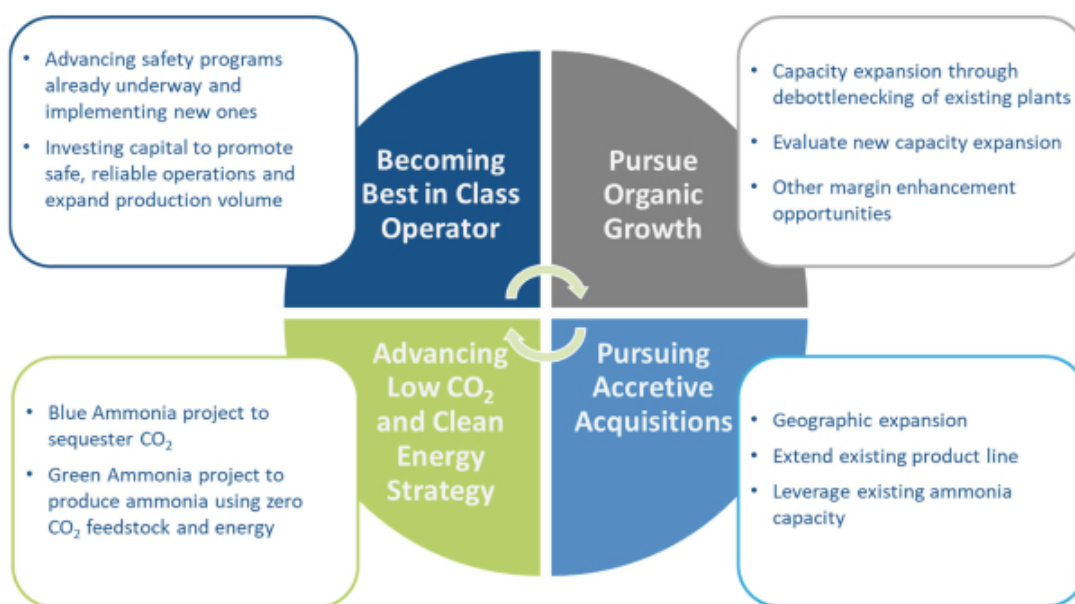 • Advancing safety programs
already underway and
implementing new ones
• Investing capital to promote
safe, reliable operations and
expand production volume
Becoming
Best in Class
Operator
Pursue
Organic
Growth
• Capacity expansion through
debottlenecking of existing plants
• Evaluate new capacity expansion
• Other margin enhancement
opportunities
• Blue Ammonia project to
sequester CO₂
• Green Ammonia project to
produce ammonia using zero
CO₂ feedstock and energy
Advancing
Low CO₂
and Clean
Energy
Strategy
Pursuing
Accretive
Acquisitions
• Geographic expansion
• Extend existing product line
• Leverage existing ammonia
capacity